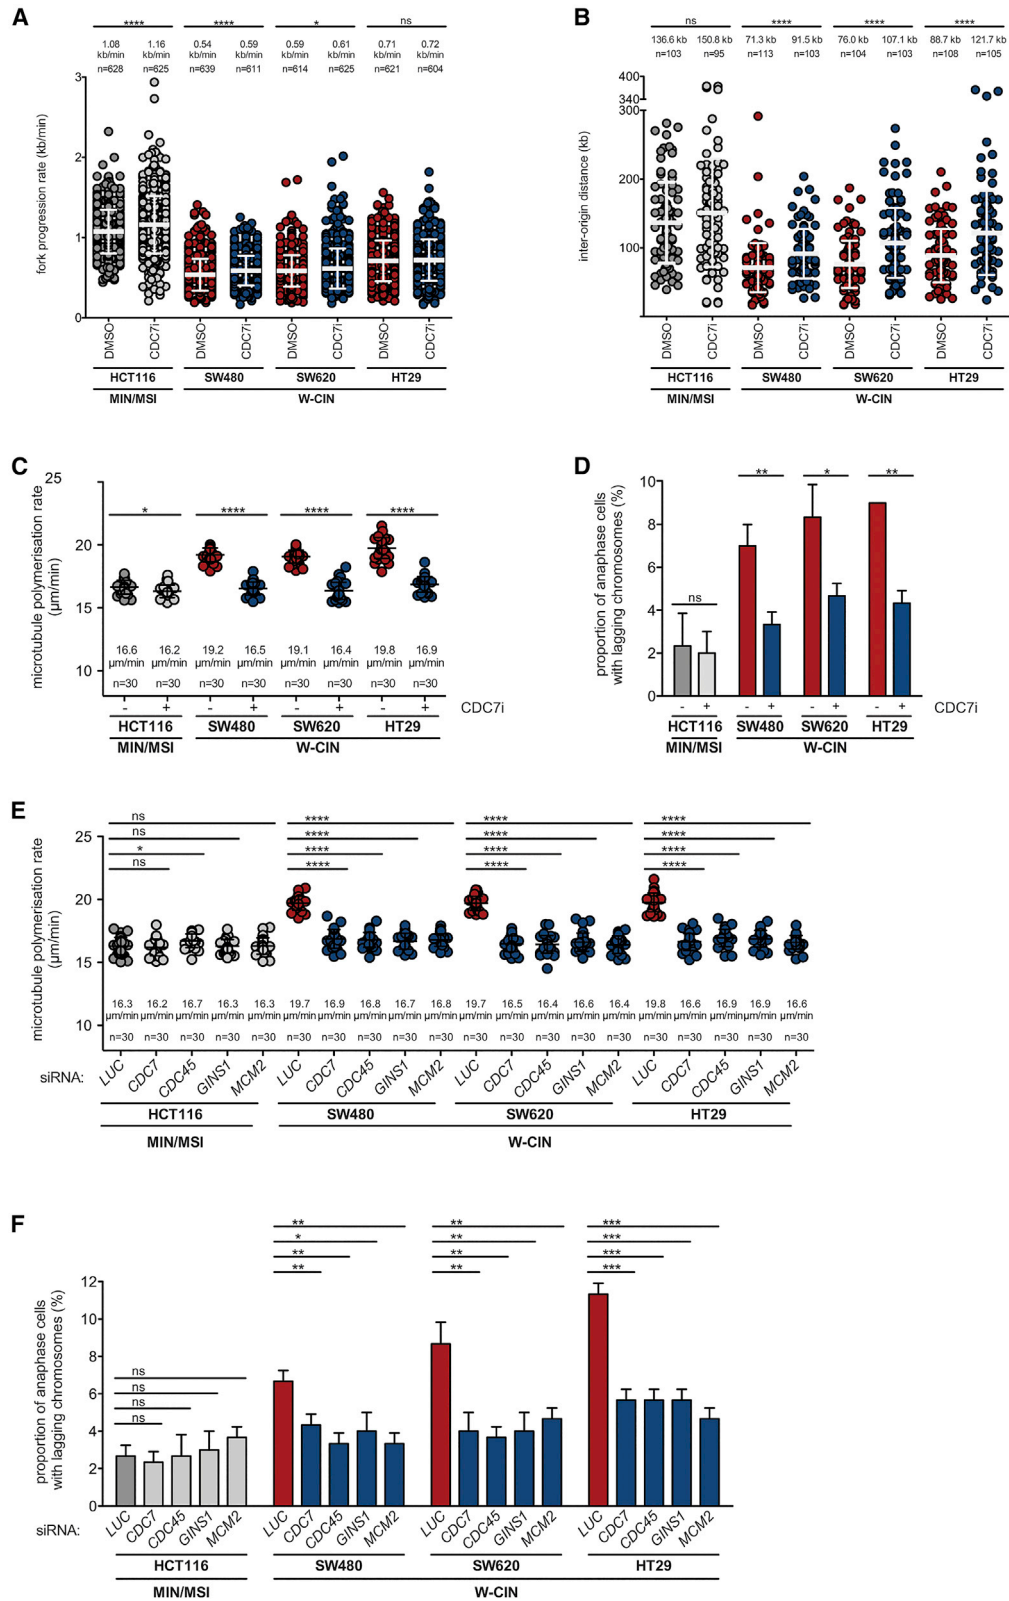 A
**** **** * ns
1.08 1.16 0.54 0.59 0.59 0.61 0.71 0.72
kb/min kb/min kb/min kb/min kb/min kb/min kb/min kb/min
n=628 n=625 n=639 n=611 n=614 n=625 n=621 n=604
fork progression rate (kb/min)
3
2
1
0
DMSO CDC7i DMSO CDC7i DMSO CDC7i DMSO CDC7i
HCT116 SW480 SW620 HT29
MIN/MSI W-CIN
B
ns **** **** ****
136.6 kb 150.8 kb 71.3 kb 91.5 kb 76.0 kb 107.1 kb 88.7 kb 121.7 kb
n=103 n=95 n=113 n=103 n=104 n=103 n=108 n=105
inter-origin distance (kb)
400
340
300
200
100
DMSO CDC7i DMSO CDC7i DMSO CDC7i DMSO CDC7i
HCT116 SW480 SW620 HT29
MIN/MSI W-CIN
C
microtubule polymerisation rate
(µm/min)
25
20
15
10
* **** **** ****
16.6 16.2 19.2 16.5 19.1 16.4 19.8 16.9
µm/min µm/min µm/min µm/min µm/min µm/min µm/min µm/min
n=30 n=30 n=30 n=30 n=30 n=30 n=30 n=30
- + - + - + - + CDC7i
HCT116 SW480 SW620 HT29
MIN/MSI W-CIN
D
proportion of anaphase cells
with lagging chromosomes (%)
10
8
6
4
2
0
ns ** * **
- + - + - + - + CDC7i
HCT116 SW480 SW620 HT29
MIN/MSI W-CIN
E
microtubule polymerisation rate
(µm/min)
25
20
15
10
ns **** **** ****
ns **** **** ****
* **** **** ****
ns **** **** ****
16.3 16.2 16.7 16.3 16.3 19.7 16.9 16.8 16.7 16.8 19.7 16.5 16.4 16.6 16.4 19.8 16.6 16.9 16.9 16.6
µm/min µm/min µm/min µm/min µm/min µm/min µm/min µm/min µm/min µm/min µm/min µm/min µm/min µm/min µm/min µm/min µm/min µm/min µm/min µm/min
n=30 n=30 n=30 n=30 n=30 n=30 n=30 n=30 n=30 n=30 n=30 n=30 n=30 n=30 n=30 n=30 n=30 n=30 n=30 n=30
siRNA: LUC CDC7 CDC45 GINS1 MCM2 LUC CDC7 CDC45 GINS1 MCM2 LUC CDC7 CDC45 GINS1 MCM2 LUC CDC7 CDC45 GINS1 MCM2
HCT116 SW480 SW620 HT29
MIN/MSI W-CIN
F
proportion of anaphase cells
with lagging chromosomes (%)
12
10
8
6
4
2
0
ns ** ** ***
ns * ** ***
ns ** ** ***
ns ** ** ***
siRNA: LUC CDC7 CDC45 GINS1 MCM2 LUC CDC7 CDC45 GINS1 MCM2 LUC CDC7 CDC45 GINS1 MCM2 LUC CDC7 CDC45 GINS1 MCM2
HCT116 SW480 SW620 HT29
MIN/MSI W-CIN